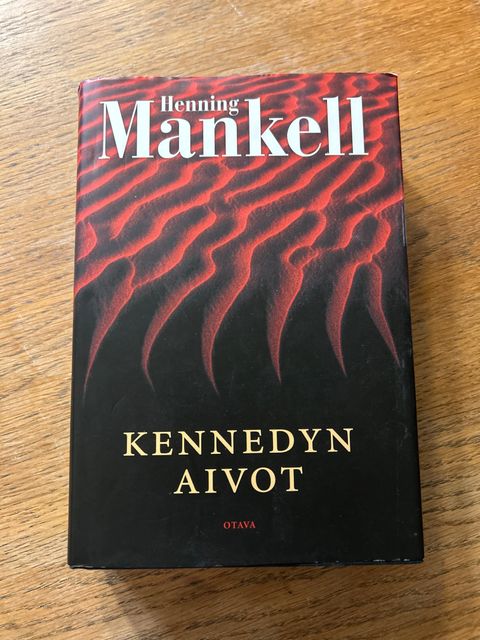 Henning
Mankell
KENNEDYN
AIVOT
OTAVA